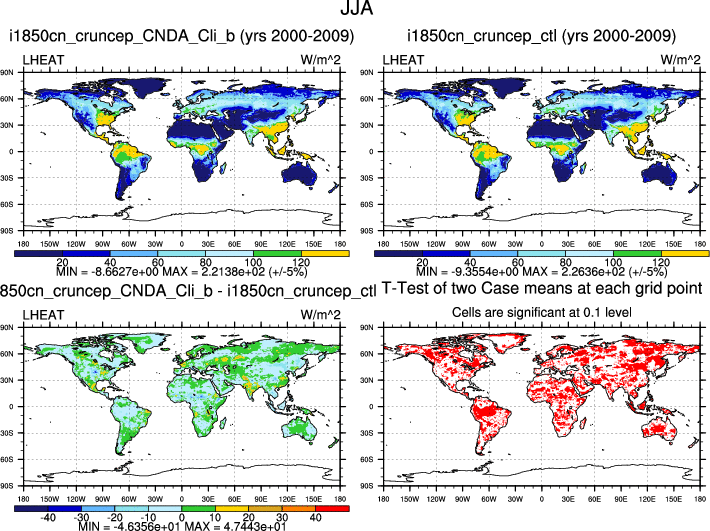 JJA
i1850cn_cruncep_CNDA_Cli_b (yrs 2000-2009)
LHEAT W/m^2
90N
60N
30N
0
30S
60S
90S
180 150W 120W 90W 60W 30W 0 30E 60E 90E 120E 150E 180
20 40 60 80 100 120
MIN = -8.6627e+00 MAX = 2.2138e+02 (+/-5%)
i1850cn_cruncep_ctl (yrs 2000-2009)
LHEAT W/m^2
90N
60N
30N
0
30S
60S
90S
180 150W 120W 90W 60W 30W 0 30E 60E 90E 120E 150E 180
20 40 60 80 100 120
MIN = -9.3554e+00 MAX = 2.2636e+02 (+/-5%)
850cn_cruncep_CNDA_Cli_b - i1850cn_cruncep_ctl
LHEAT W/m^2
90N
60N
30N
0
30S
60S
90S
180 150W 120W 90W 60W 30W 0 30E 60E 90E 120E 150E 180
-40 -30 -20 -10 0 10 20 30 40
MIN = -4.6356e+01 MAX = 4.7443e+01
T-Test of two Case means at each grid point
Cells are significant at 0.1 level
90N
60N
30N
0
30S
60S
90S
180 150W 120W 90W 60W 30W 0 30E 60E 90E 120E 150E 180